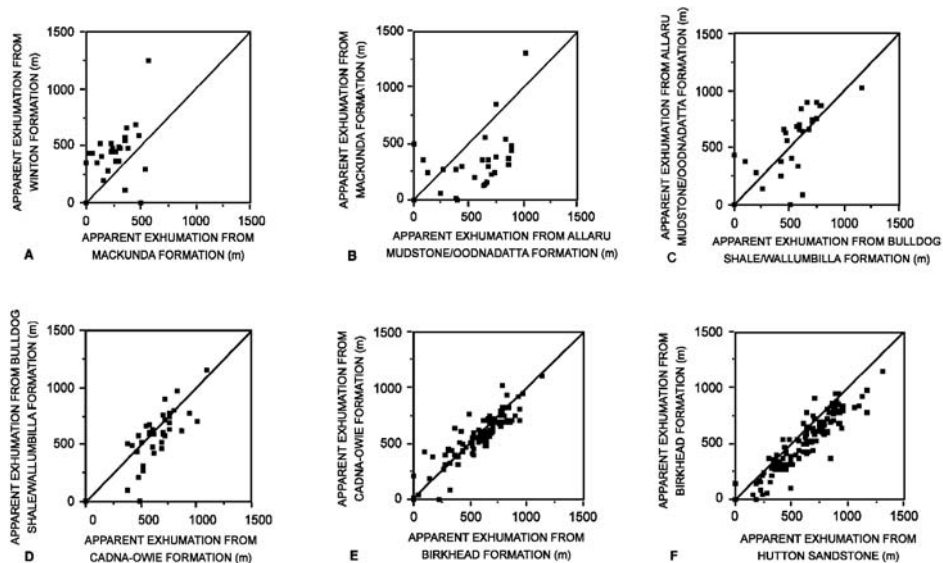 APPARENT EXHUMATION FROM
WINTON FORMATION (m)
1500
1000
500
0
0 500 1000 1500
APPARENT EXHUMATION FROM
A MACKUNDA FORMATION (m)
APPARENT EXHUMATION FROM
MACKUNDA FORMATION (m)
1500
1000
500
0
0 500 1000 1500
APPARENT EXHUMATION FROM ALLARU
B MUDSTONE/OODNADATTA FORMATION (m)
APPARENT EXHUMATION FROM ALLARU
MUDSTONE/OODNADATTA FORMATION (m)
1500
1000
500
0
0 500 1000 1500
APPARENT EXHUMATION FROM BULLDOG
C SHALE/WALLUMBILLA FORMATION (m)
APPARENT EXHUMATION FROM BULLDOG
SHALE/WALLUMBILLA FORMATION (m)
1500
1000
500
0
0 500 1000 1500
APPARENT EXHUMATION FROM
D CADNA-OWIE FORMATION (m)
APPARENT EXHUMATION FROM
CADNA-OWIE FORMATION (m)
1500
1000
500
0
0 500 1000 1500
APPARENT EXHUMATION FROM
E BIRKHEAD FORMATION (m)
APPARENT EXHUMATION FROM
BIRKHEAD FORMATION (m)
1500
1000
500
0
0 500 1000 1500
APPARENT EXHUMATION FROM
F HUTTON SANDSTONE (m)